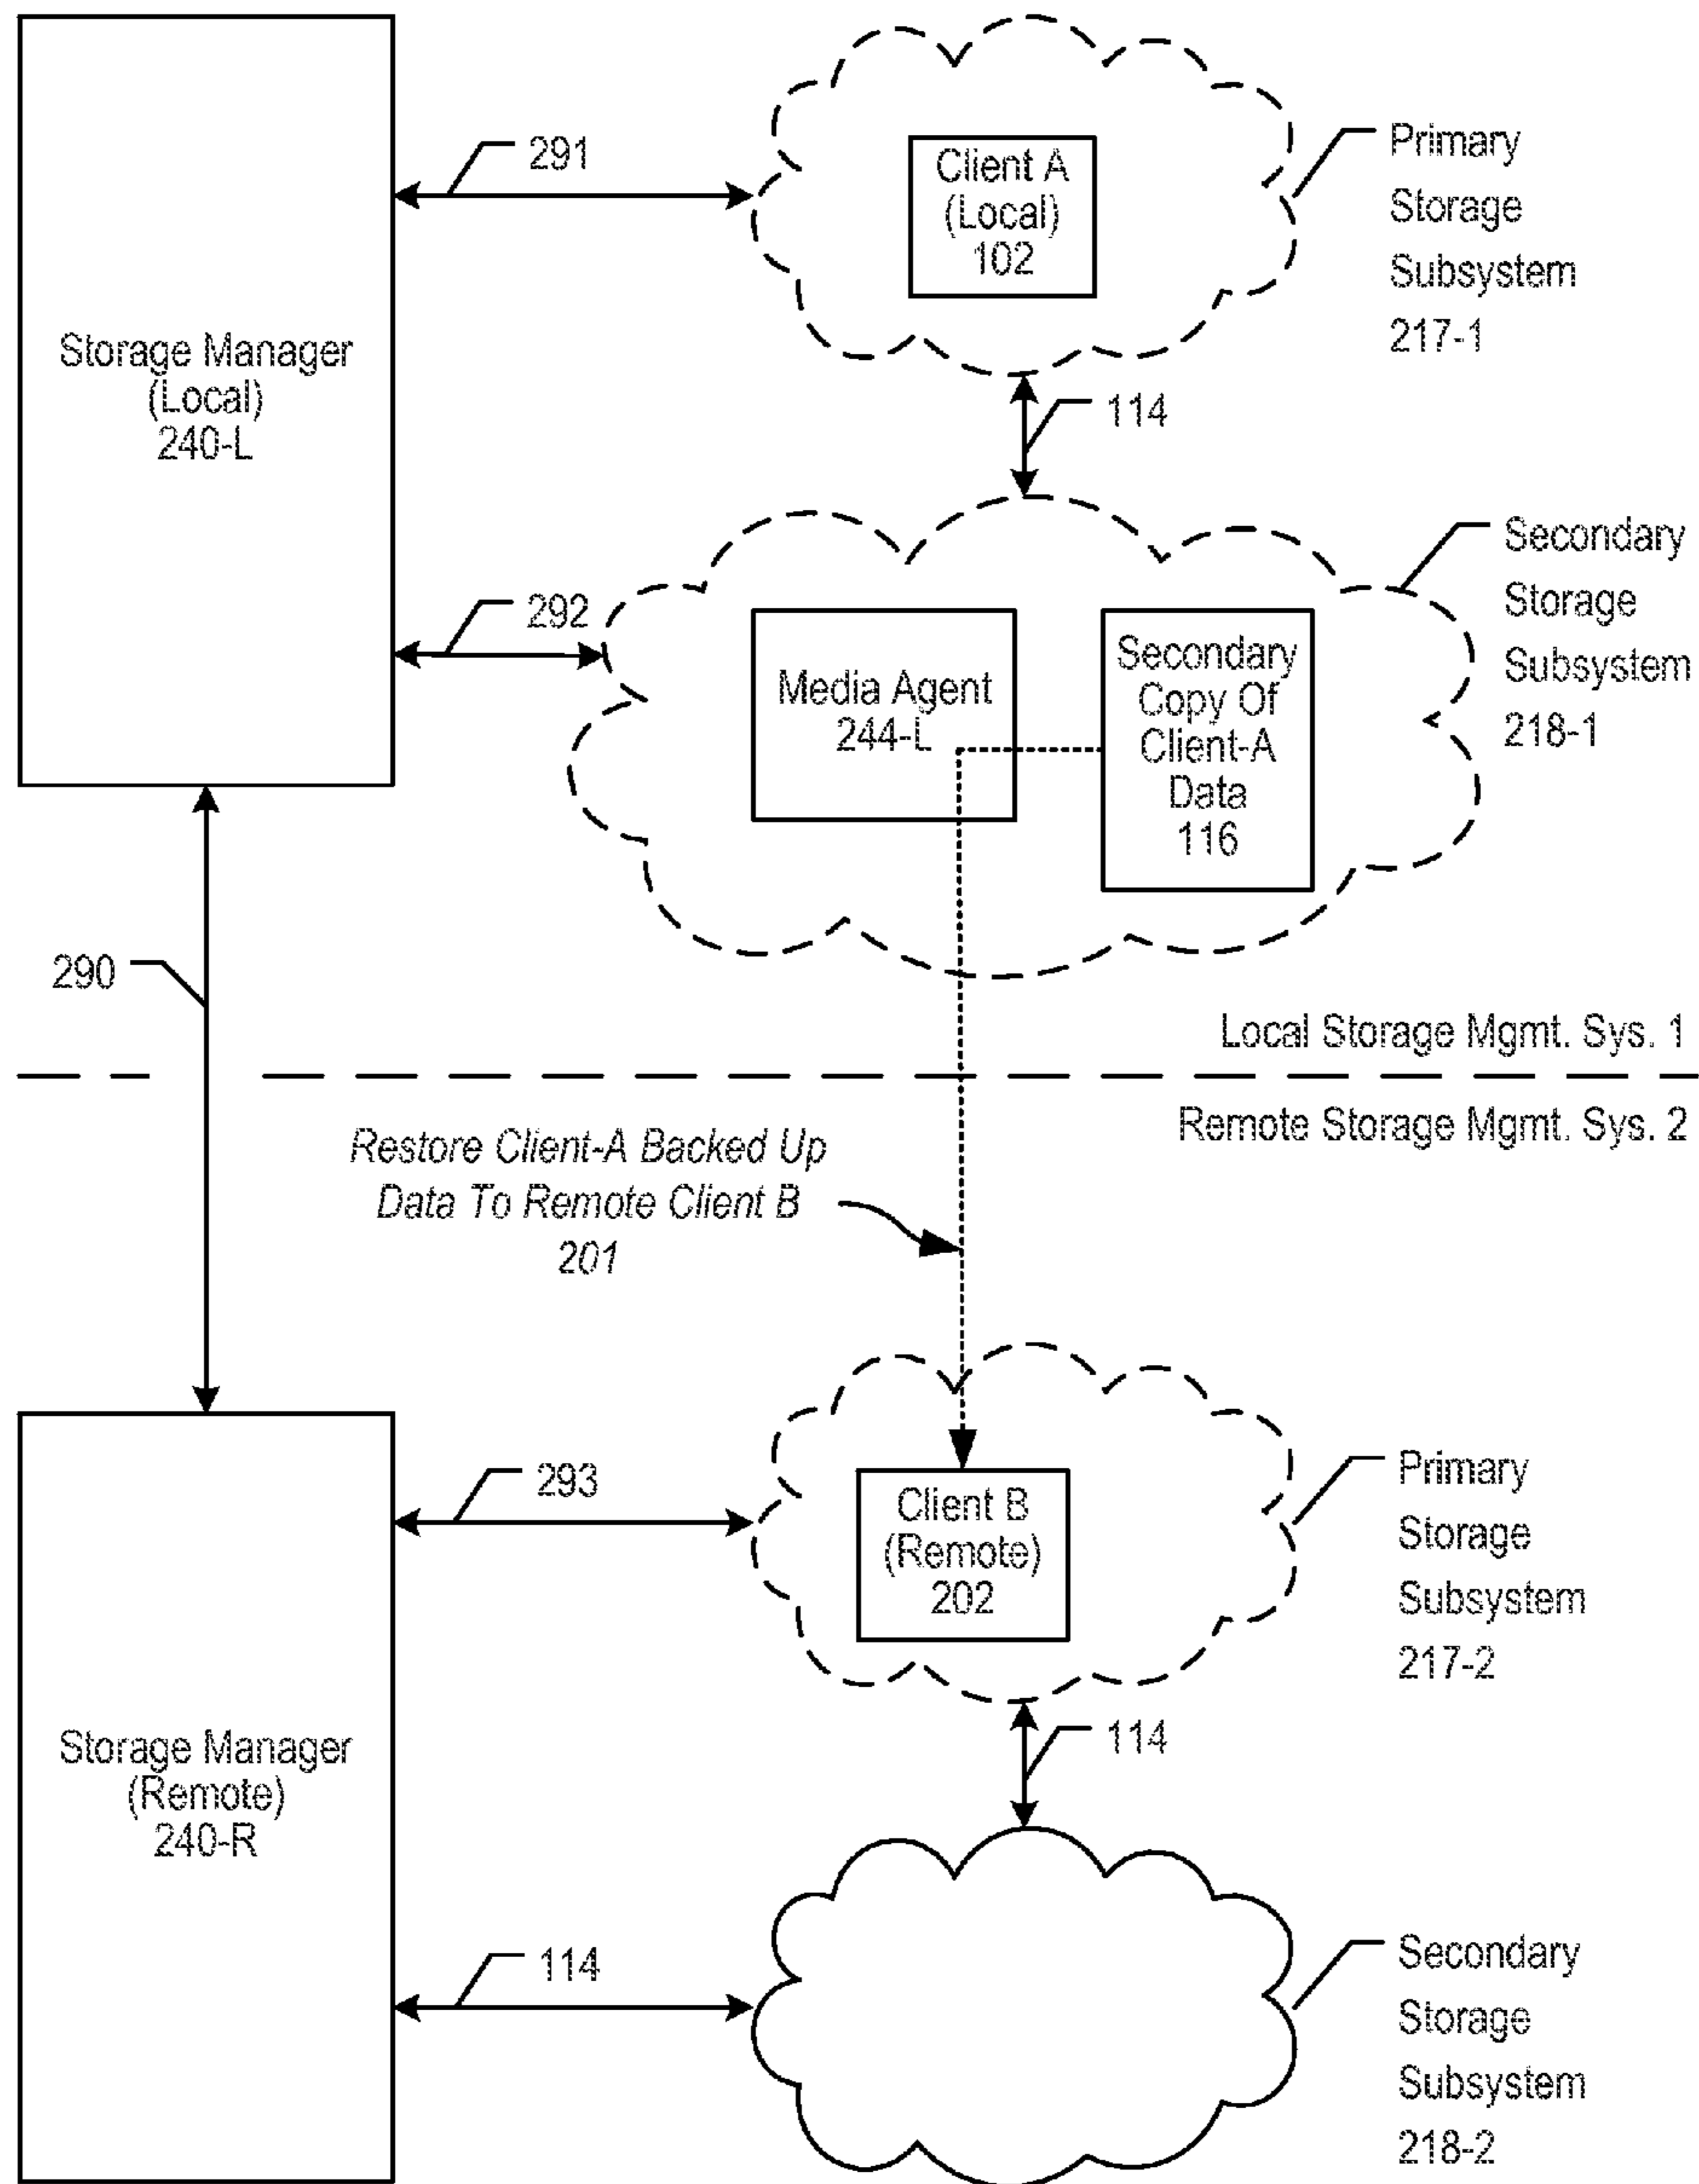 291
Client A
(Local)
102
Primary
Storage
Subsystem
217-1
Storage Manager
(Local)
240-L
114
292
Media Agent
244-L
Secondary
Copy Of
Client-A
Data
116
Secondary
Storage
Subsystem
218-1
290
Local Storage Mgmt. Sys. 1
Remote Storage Mgmt. Sys. 2
Restore Client-A Backed Up
Data To Remote Client B
201
293
Client B
(Remote)
202
Primary
Storage
Subsystem
217-2
Storage Manager
(Remote)
240-R
114
114
Secondary
Storage
Subsystem
218-2